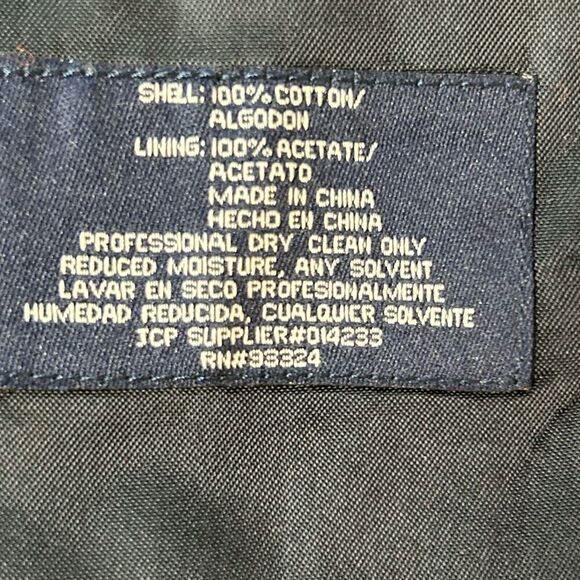 SHELL: 100% COTTON/
ALGODON
LINING: 100% ACETATE/
ACETATO
MADE IN CHINA
HECHO EN CHINA
PROFESSIONAL DRY CLEAN ONLY
REDUCED MOISTURE, ANY SOLVENT
LAVAR EN SECO PROFESIONALMENTE
HUMEDAD REDUCIDA, CUALQUIER SOLVENTE
JCP SUPPLIER#014233
RN#93324